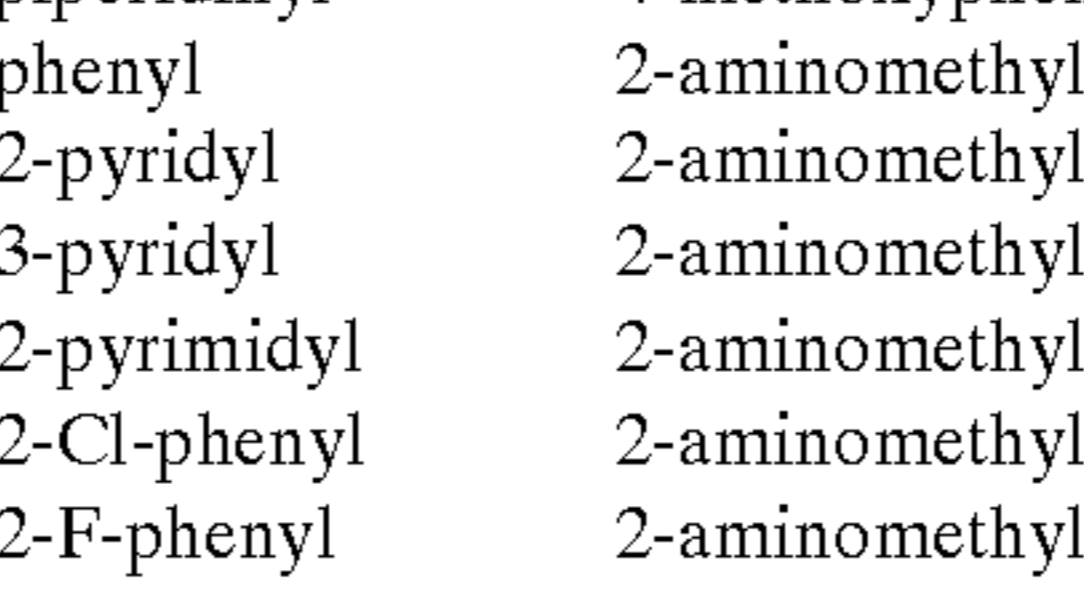 phenyl 2-aminomethyl
2-pyridyl 2-aminomethyl
3-pyridyl 2-aminomethyl
2-pyrimidyl 2-aminomethyl
2-Cl-phenyl 2-aminomethyl
2-F-phenyl 2-aminomethyl